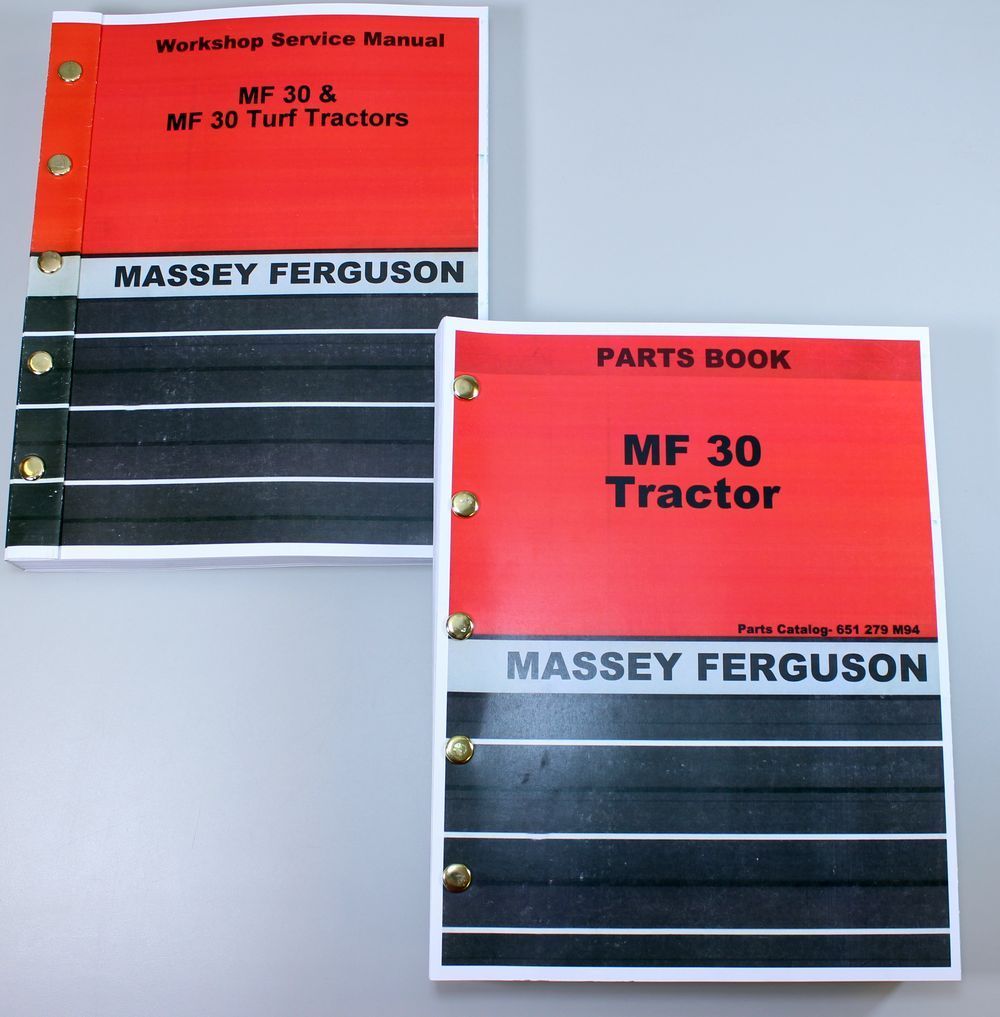 Workshop Service Manual
MF 30 &
MF 30 Turf Tractors
MASSEY FERGUSON
PARTS BOOK
MF 30
Tractor
Parts Catalog- 651 279 M94
MASSEY FERGUSON